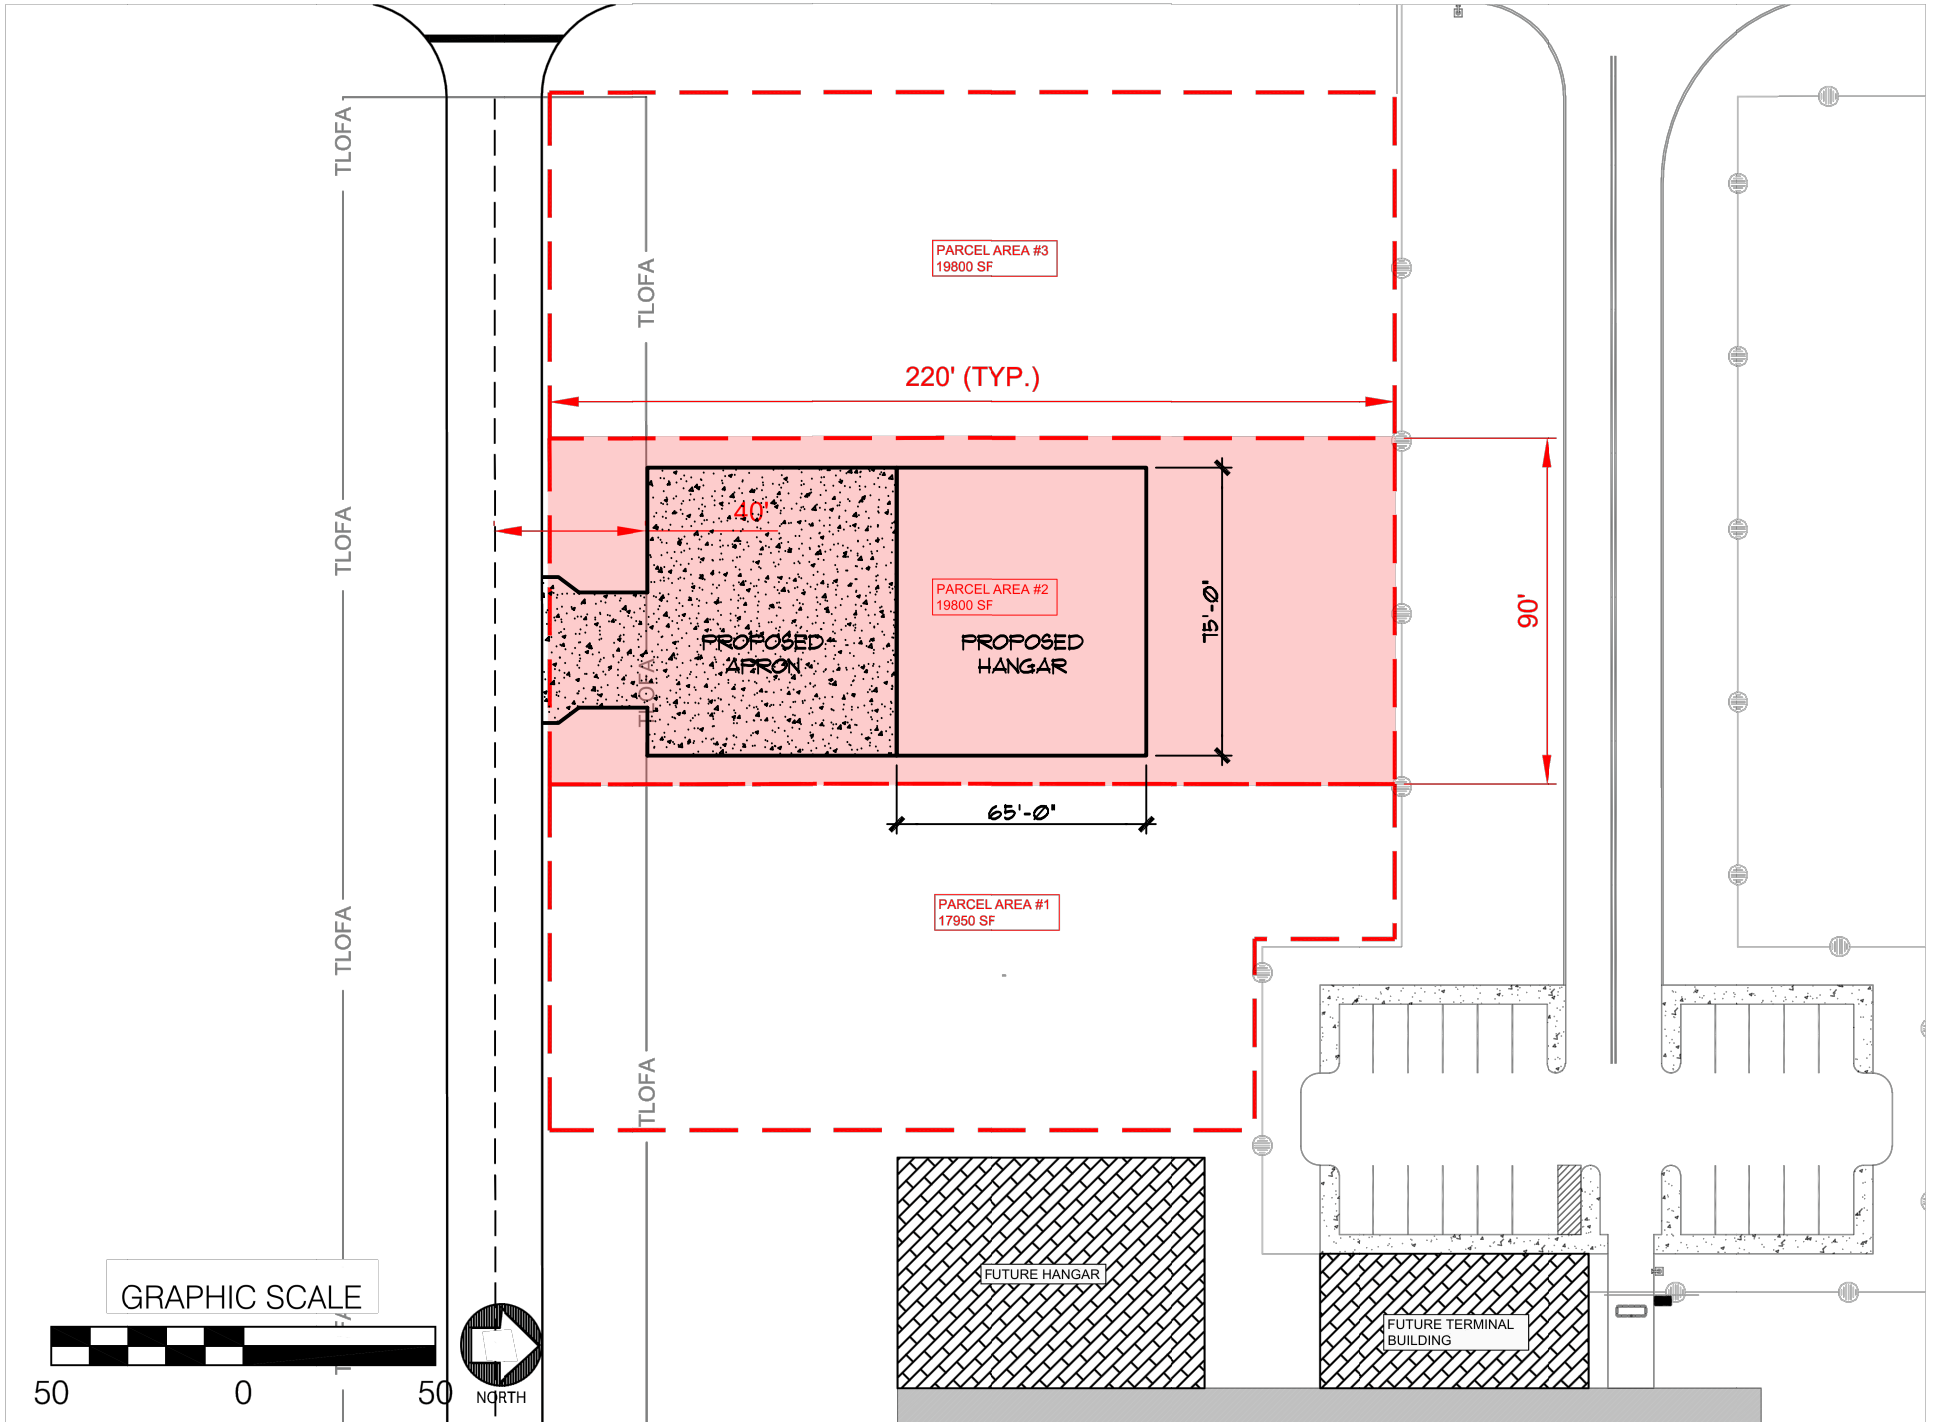 TLOFA
TLOFA
PARCEL AREA #3
19800 SF
220' (TYP.)
40'
TLOFA
PARCEL AREA #2
19800 SF
75'-0"
90'
PROPOSED
APRON
PROPOSED
HANGAR
TLOFA
65'-0"
PARCEL AREA #1
17950 SF
TLOFA
TLOFA
FUTURE HANGAR
GRAPHIC SCALE
FUTURE TERMINAL
BUILDING
50
0
50
NORTH